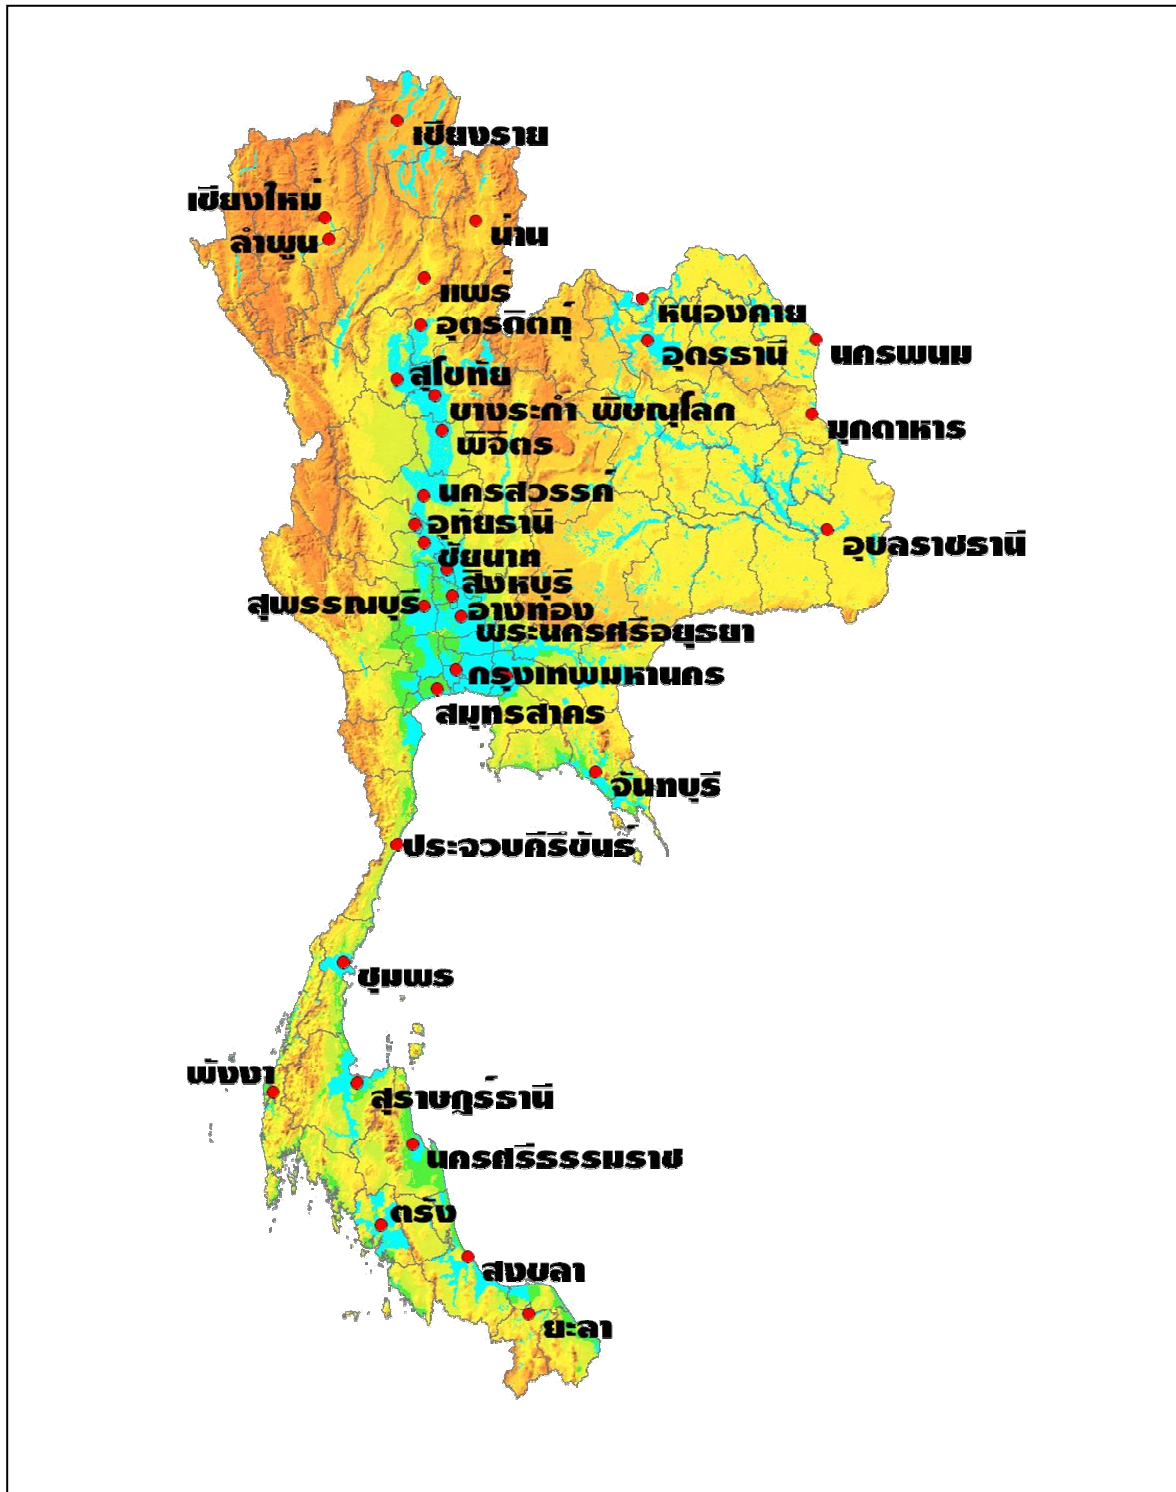 เชียงราย
เชียงใหม่
น่าน
ลำพูน
แพร่
หนองคาย
อุตรดิตถุ์
อุดรธานี
นครพนม
สุโขทัย
บางระกำ พิษณุโลก
มุกดาหาร
พิจิตร
นครสวรรค์
อุทัยธานี
อุบลราชธานี
ชัยนาท
สิงหบุรี
สุพรรณบุรี
อ่างทอง
พระนครศรีอยุธยา
กรุงเทพมหานคร
สมุทรสาคร
จันทบุรี
ประจวบคีรีขันธ์
ชุมพร
พังงา
สุราษฎร์ธานี
นครศรีธรรมราช
ตรัง
สงขลา
ยะลา